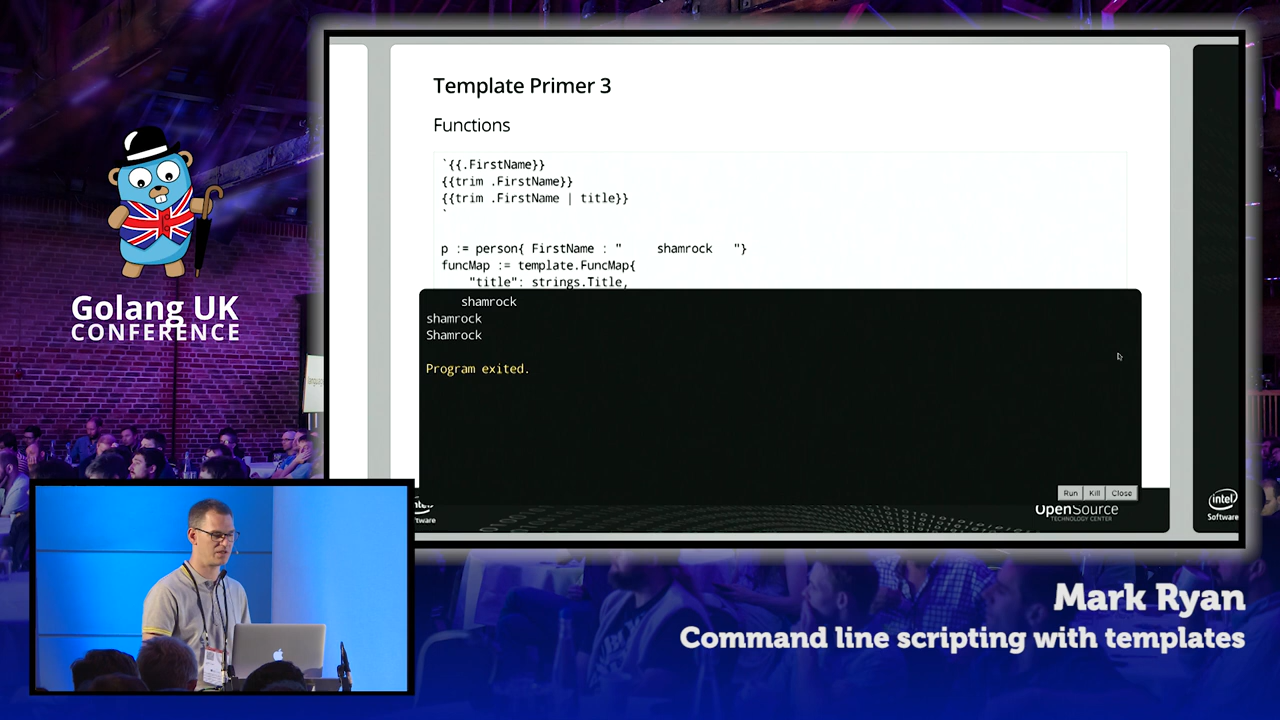 Golang UK
CONFERENCE
Template Primer 3
Functions
`{{.FirstName}}
{{trim .FirstName}}
{{trim .FirstName | title}}
`
p := person{ FirstName : "     shamrock   "}
funcMap := template.FuncMap{
    "title": strings.Title,
     shamrock
shamrock
Shamrock
Program exited.
Run Kill Close
OpenSource
TECHNOLOGY CENTER
intel
Software
Mark Ryan
Command line scripting with templates